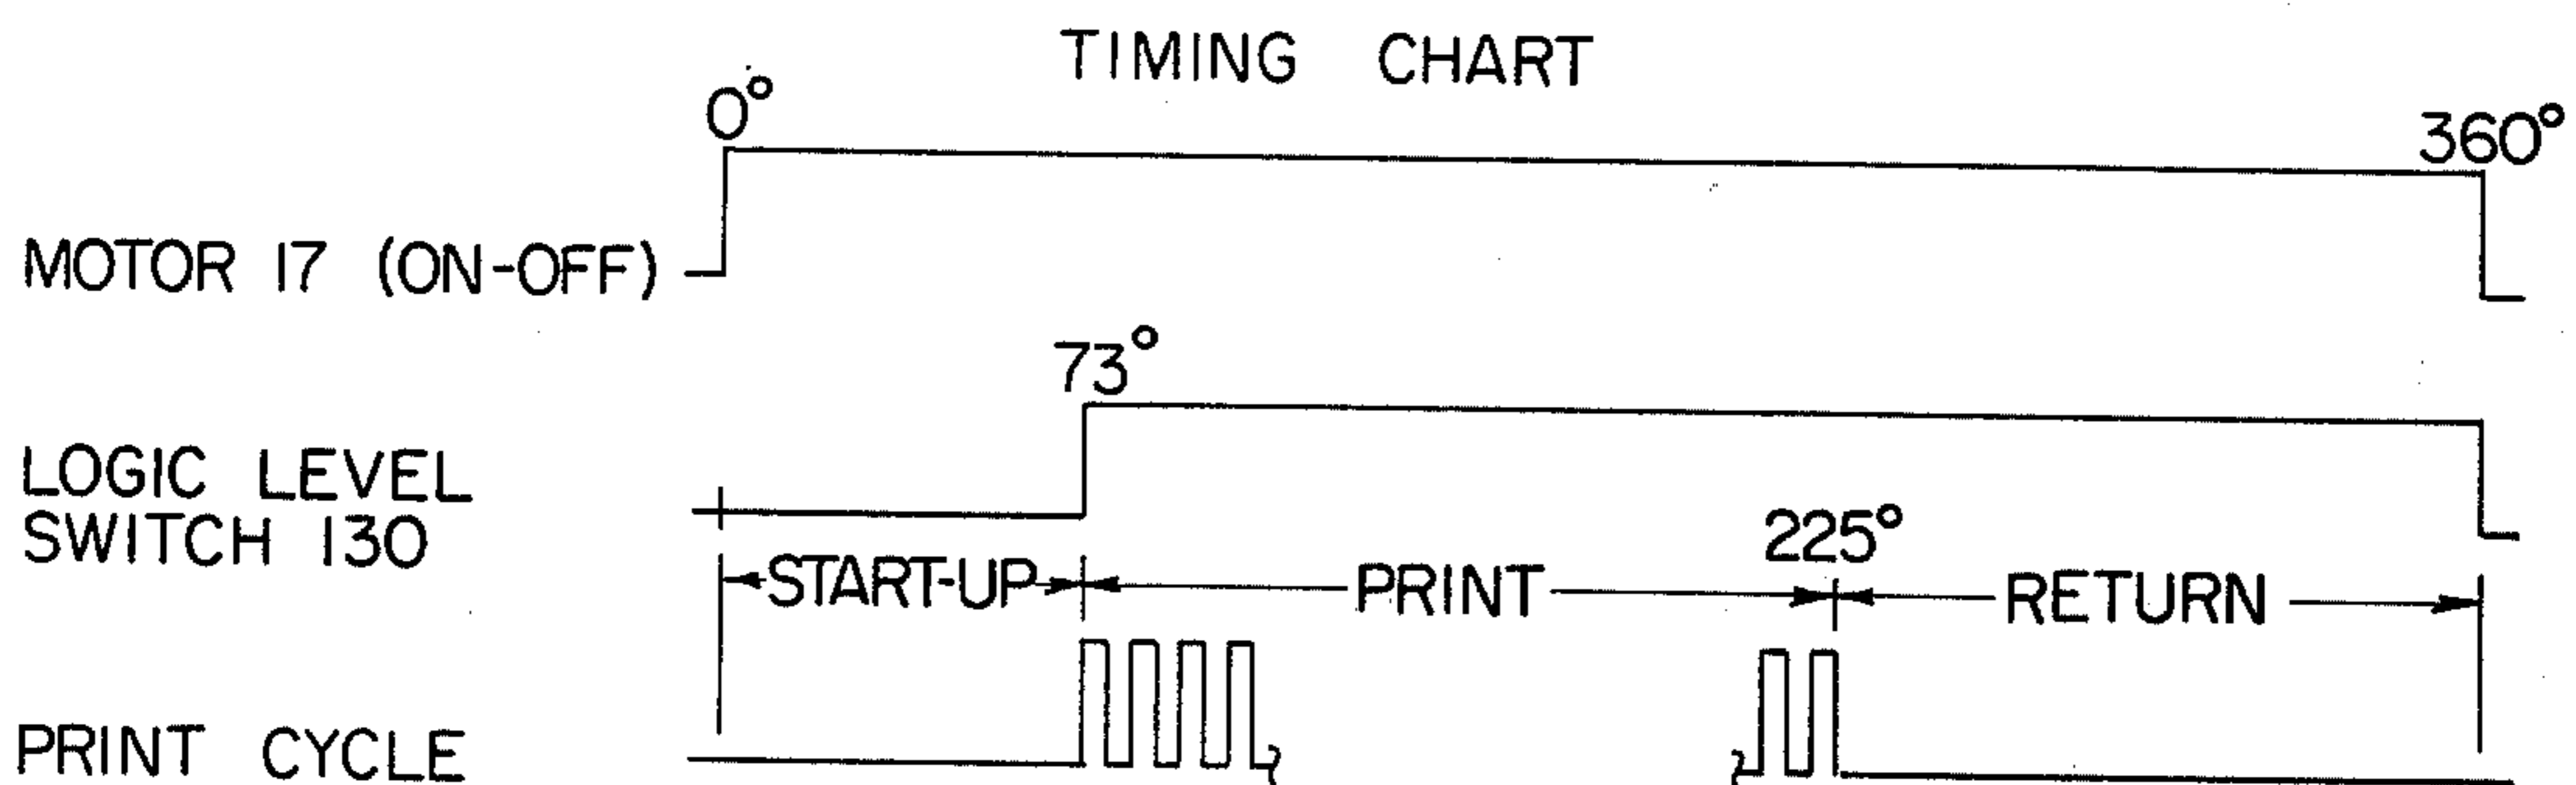 TIMING CHART
0°
360°
MOTOR 17 (ON-OFF)
73°
LOGIC LEVEL
SWITCH 130
225°
START-UP
PRINT
RETURN
PRINT CYCLE